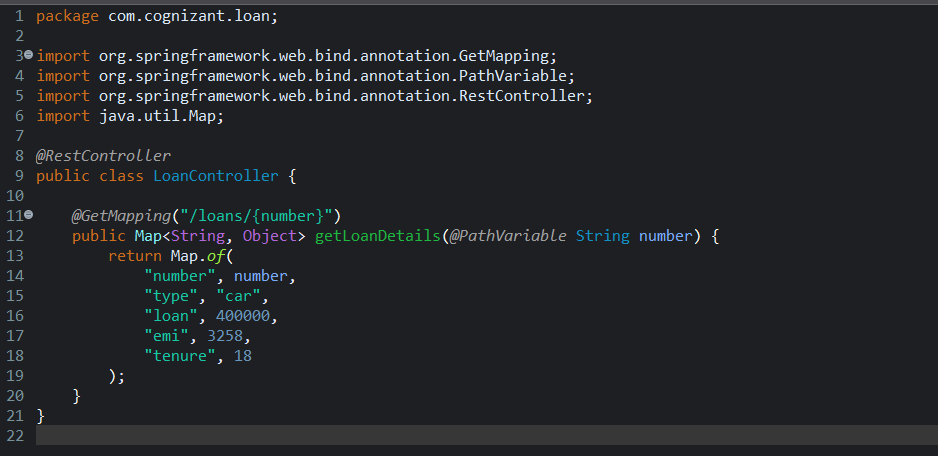 1 package com.cognizant.loan;
2
3 import org.springframework.web.bind.annotation.GetMapping;
4 import org.springframework.web.bind.annotation.PathVariable;
5 import org.springframework.web.bind.annotation.RestController;
6 import java.util.Map;
7
8 @RestController
9 public class LoanController {
10
11     @GetMapping("/loans/{number}")
12     public Map<String, Object> getLoanDetails(@PathVariable String number) {
13         return Map.of(
14             "number", number,
15             "type", "car",
16             "loan", 400000,
17             "emi", 3258,
18             "tenure", 18
19         );
20     }
21 }
22